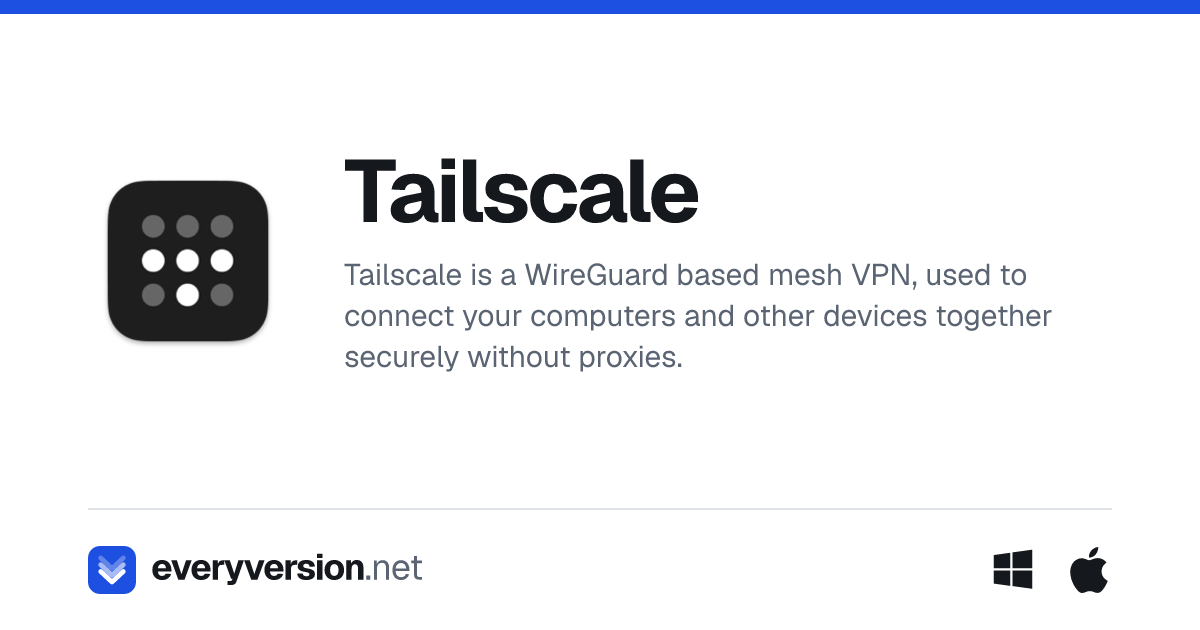 Tailscale
Tailscale is a WireGuard based mesh VPN, used to
connect your computers and other devices together
securely without proxies.
everyversion.net